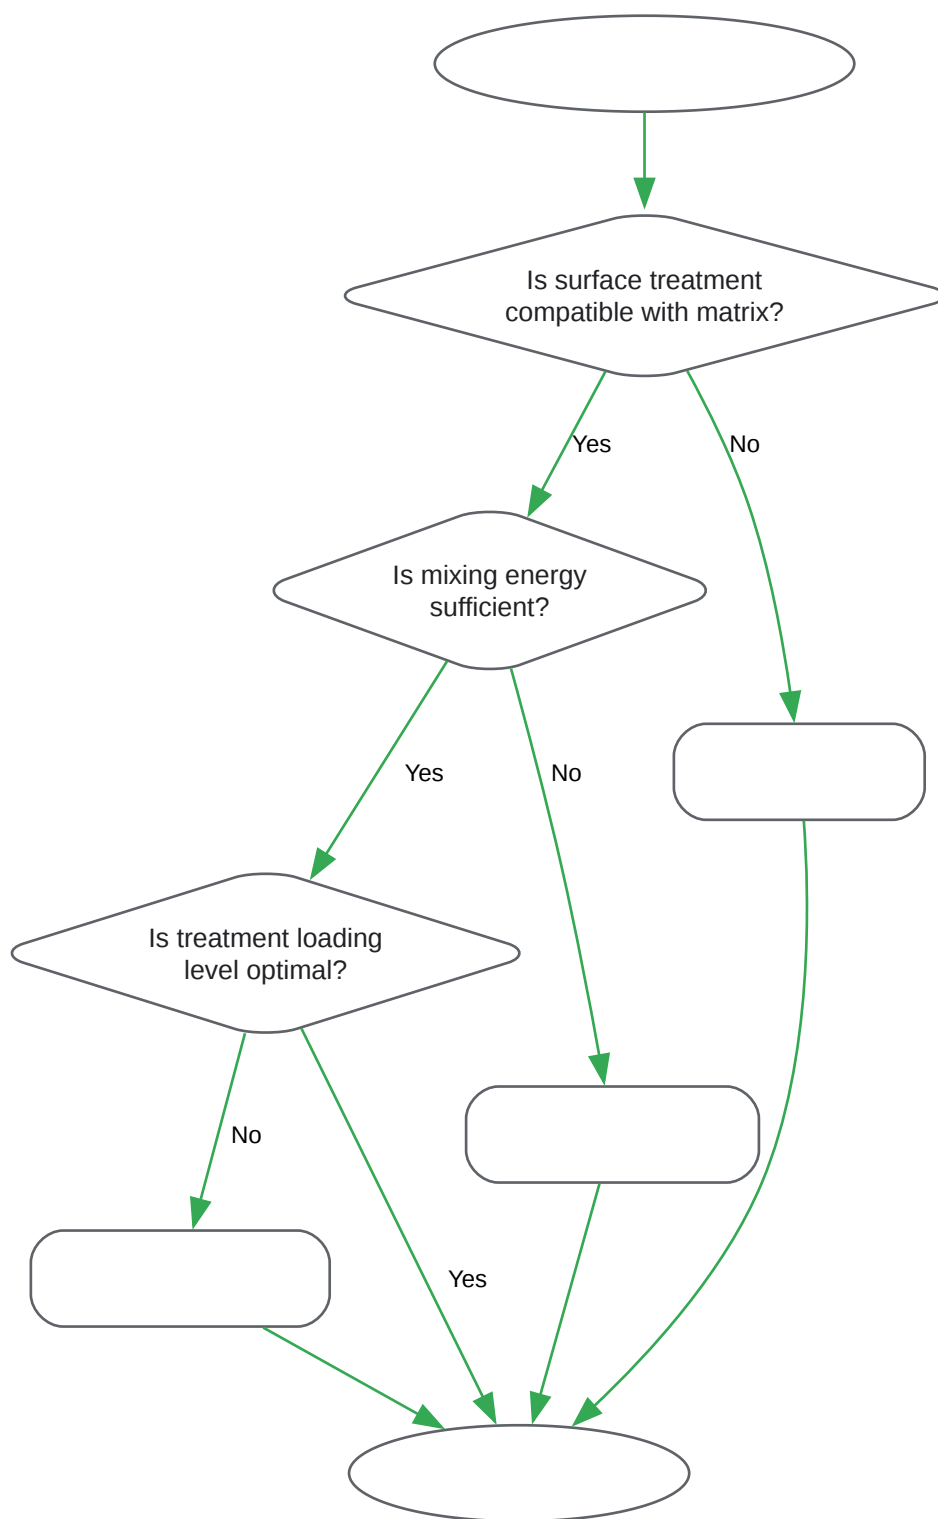 Is surface treatment
compatible with matrix?
Yes
No
Is mixing energy
sufficient?
Yes
No
Is treatment loading
level optimal?
No
Yes